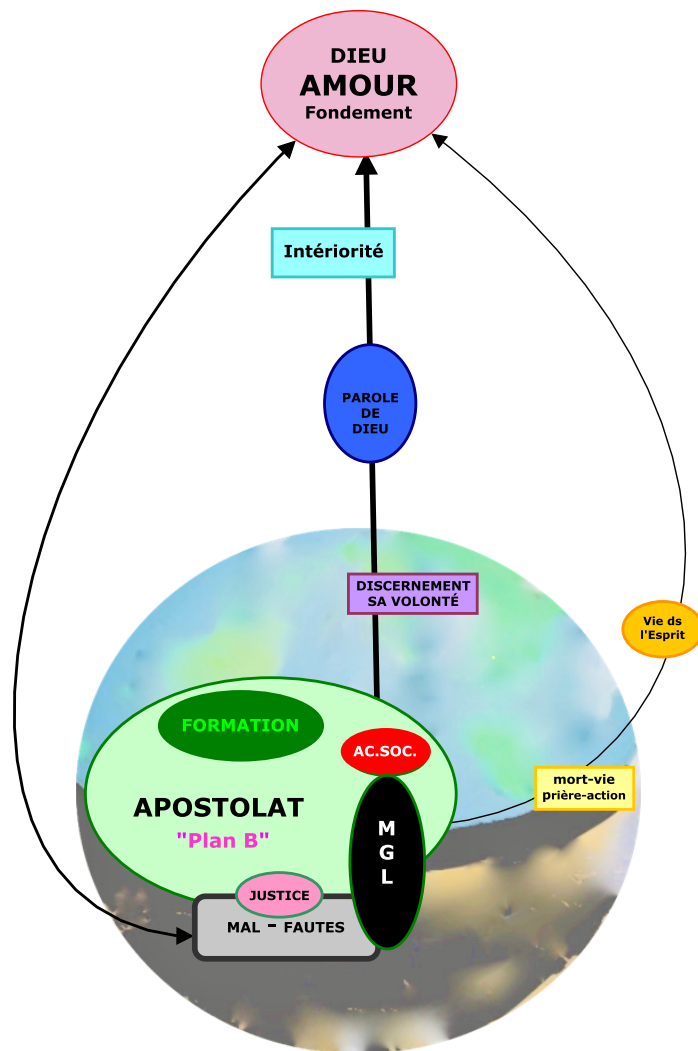 DIEU
AMOUR
Fondement
Intériorité
PAROLE
DE
DIEU
DISCERNEMENT
SA VOLONTÉ
Vie ds
l'Esprit
FORMATION
AC.SOC.
mort-vie
prière-action
APOSTOLAT
"Plan B"
M
G
L
JUSTICE
MAL - FAUTES